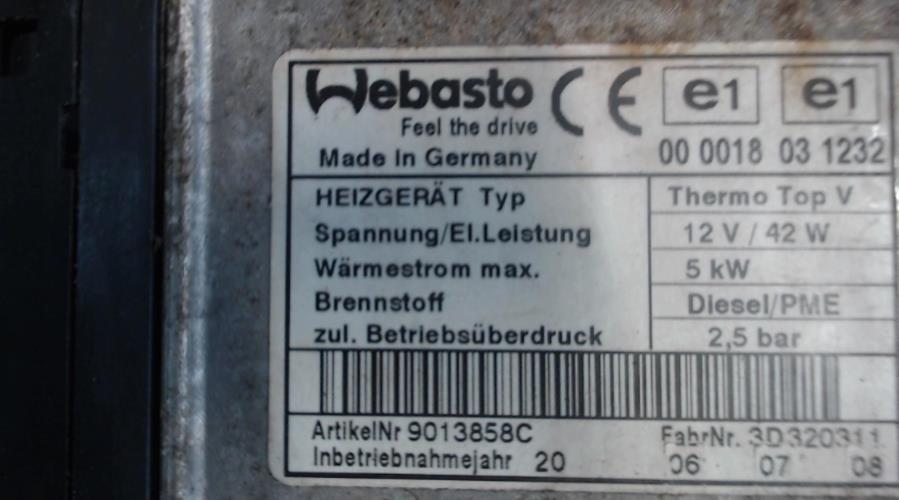 Webasto CE e1 e1
Feel the drive
Made In Germany 00 0018 03 1232
HEIZGERÄT Typ Thermo Top V
Spannung/El.Leistung 12 V / 42 W
Wärmestrom max. 5 kW
Brennstoff Diesel/PME
zul. Betriebsüberdruck 2,5 bar
ArtikelNr 9013858C FabrNr. 3D320311
Inbetriebnahmejahr 20 06 07 08